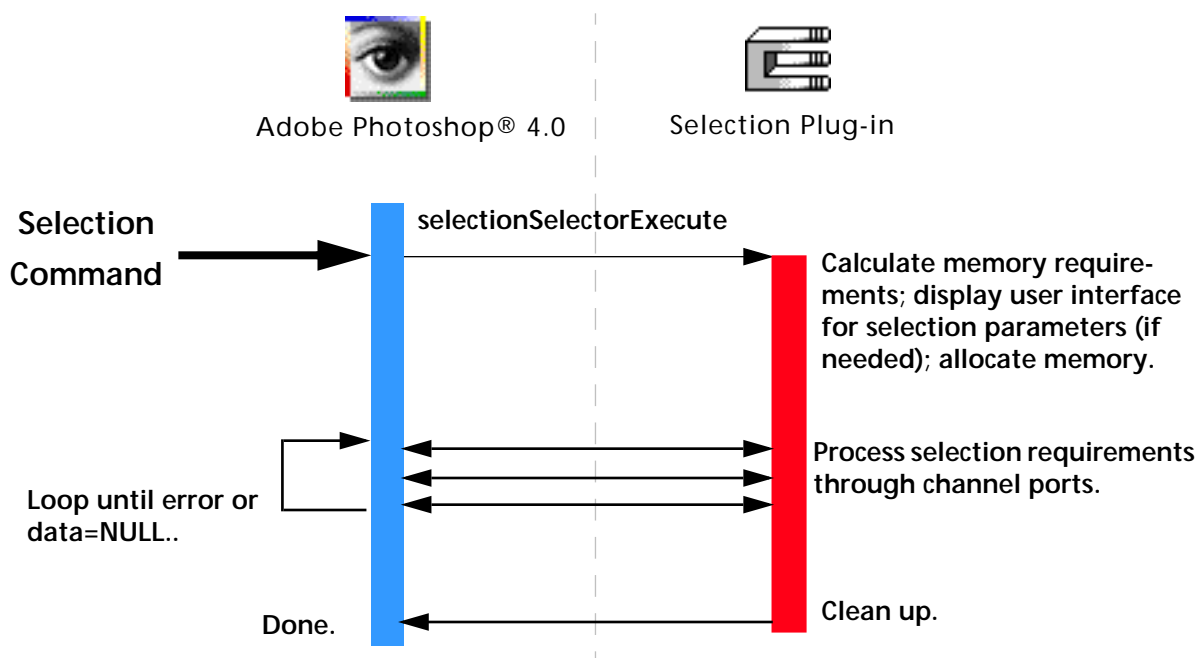 Adobe Photoshop® 4.0
Selection Plug-in
Selection
Command
selectionSelectorExecute
Calculate memory require-
ments; display user interface
for selection parameters (if
needed); allocate memory.
Process selection requirements
through channel ports.
Loop until error or
data=NULL..
Clean up.
Done.